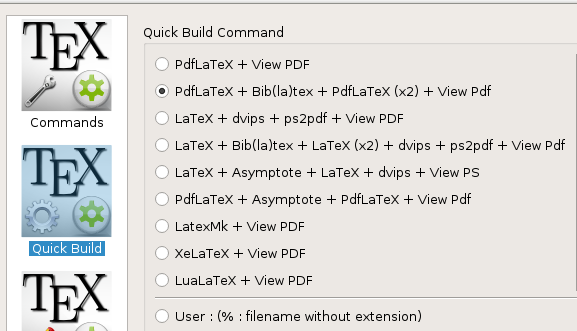 TEX
Commands
TEX
Quick Build
TEX
Quick Build Command
PdfLaTeX + View PDF
PdfLaTeX + Bib(la)tex + PdfLaTeX (x2) + View Pdf
LaTeX + dvips + ps2pdf + View PDF
LaTeX + Bib(la)tex + LaTeX (x2) + dvips + ps2pdf + View Pdf
LaTeX + Asymptote + LaTeX + dvips + View PS
PdfLaTeX + Asymptote + PdfLaTeX + View Pdf
LatexMk + View PDF
XeLaTeX + View PDF
LuaLaTeX + View PDF
User : (% : filename without extension)